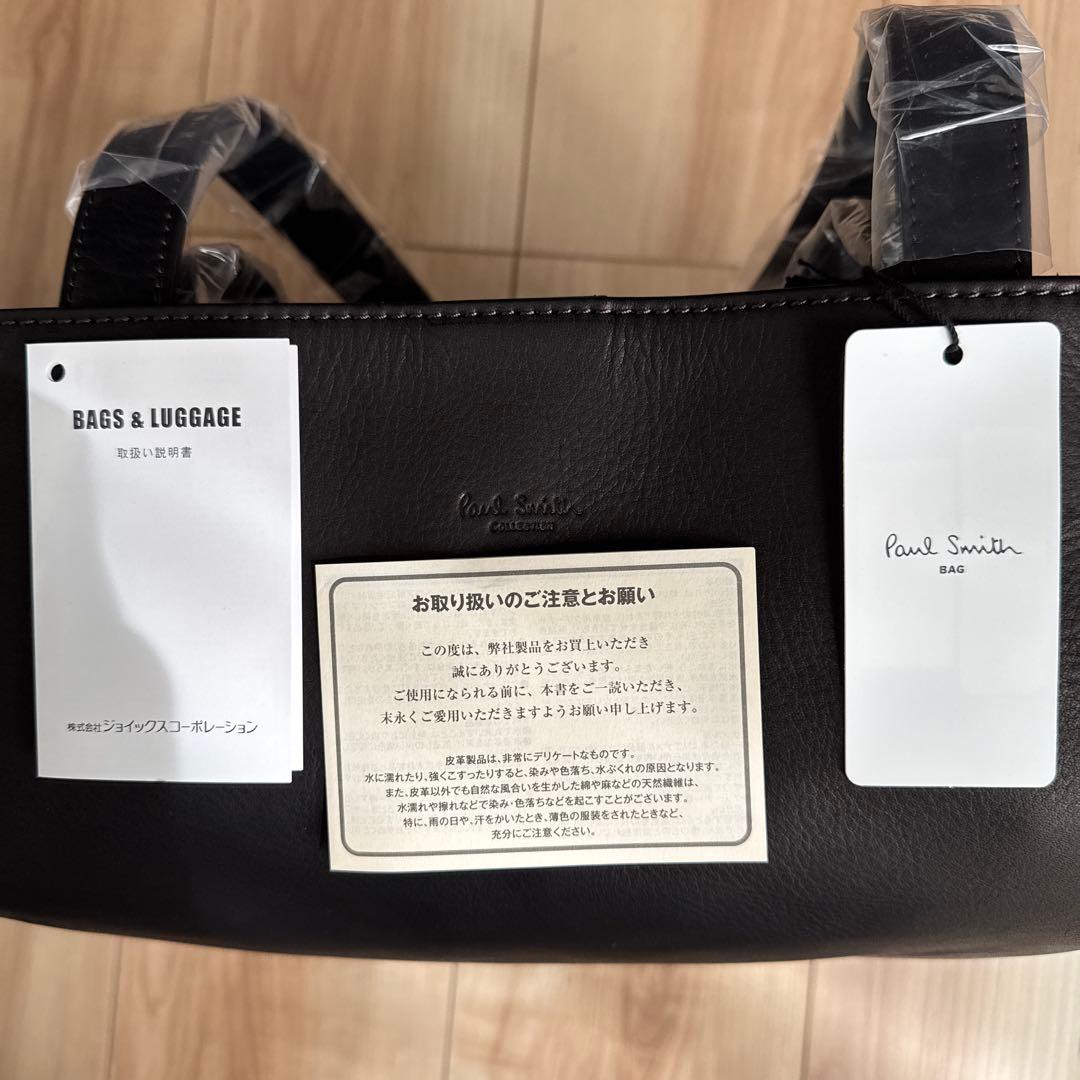 BAGS & LUGGAGE
取扱い説明書
株式会社ジョイックスコーポレーション
Paul Smith
COLLECTION
お取り扱いのご注意とお願い
この度は、弊社製品をお買上いただき
誠にありがとうございます。
ご使用になられる前に、本書をご一読いただき、
末永くご愛用いただきますようお願い申し上げます。
皮革製品は、非常にデリケートなものです。
水に濡れたり、強くこすったりすると、染みや色落ち、水ぶくれの原因となります。
また、皮革以外でも自然な風合いを生かした綿や麻などの天然繊維は、
水濡れや擦れなどで染み・色落ちなどを起こすことがございます。
特に、雨の日や、汗をかいたとき、薄色の服装をされたときなど、
充分にご注意ください。
Paul Smith
BAG